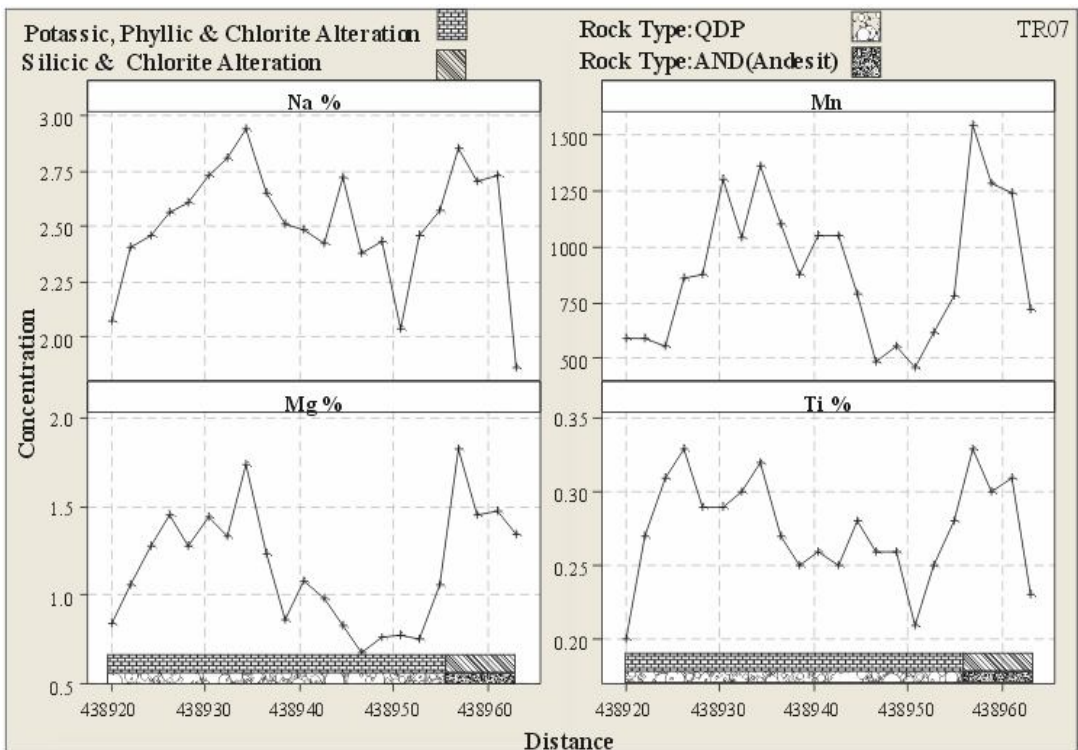 Potassic, Phyllic & Chlorite Alteration
Silicic & Chlorite Alteration
Rock Type:QDP
Rock Type:AND(Andesit)
TR07
Concentration
Na %
3.00
2.75
2.50
2.25
2.00
Mn
1500
1250
1000
750
500
Mg %
2.0
1.5
1.0
0.5
438920 438930 438940 438950 438960
Ti %
0.35
0.30
0.25
0.20
438920 438930 438940 438950 438960
Distance